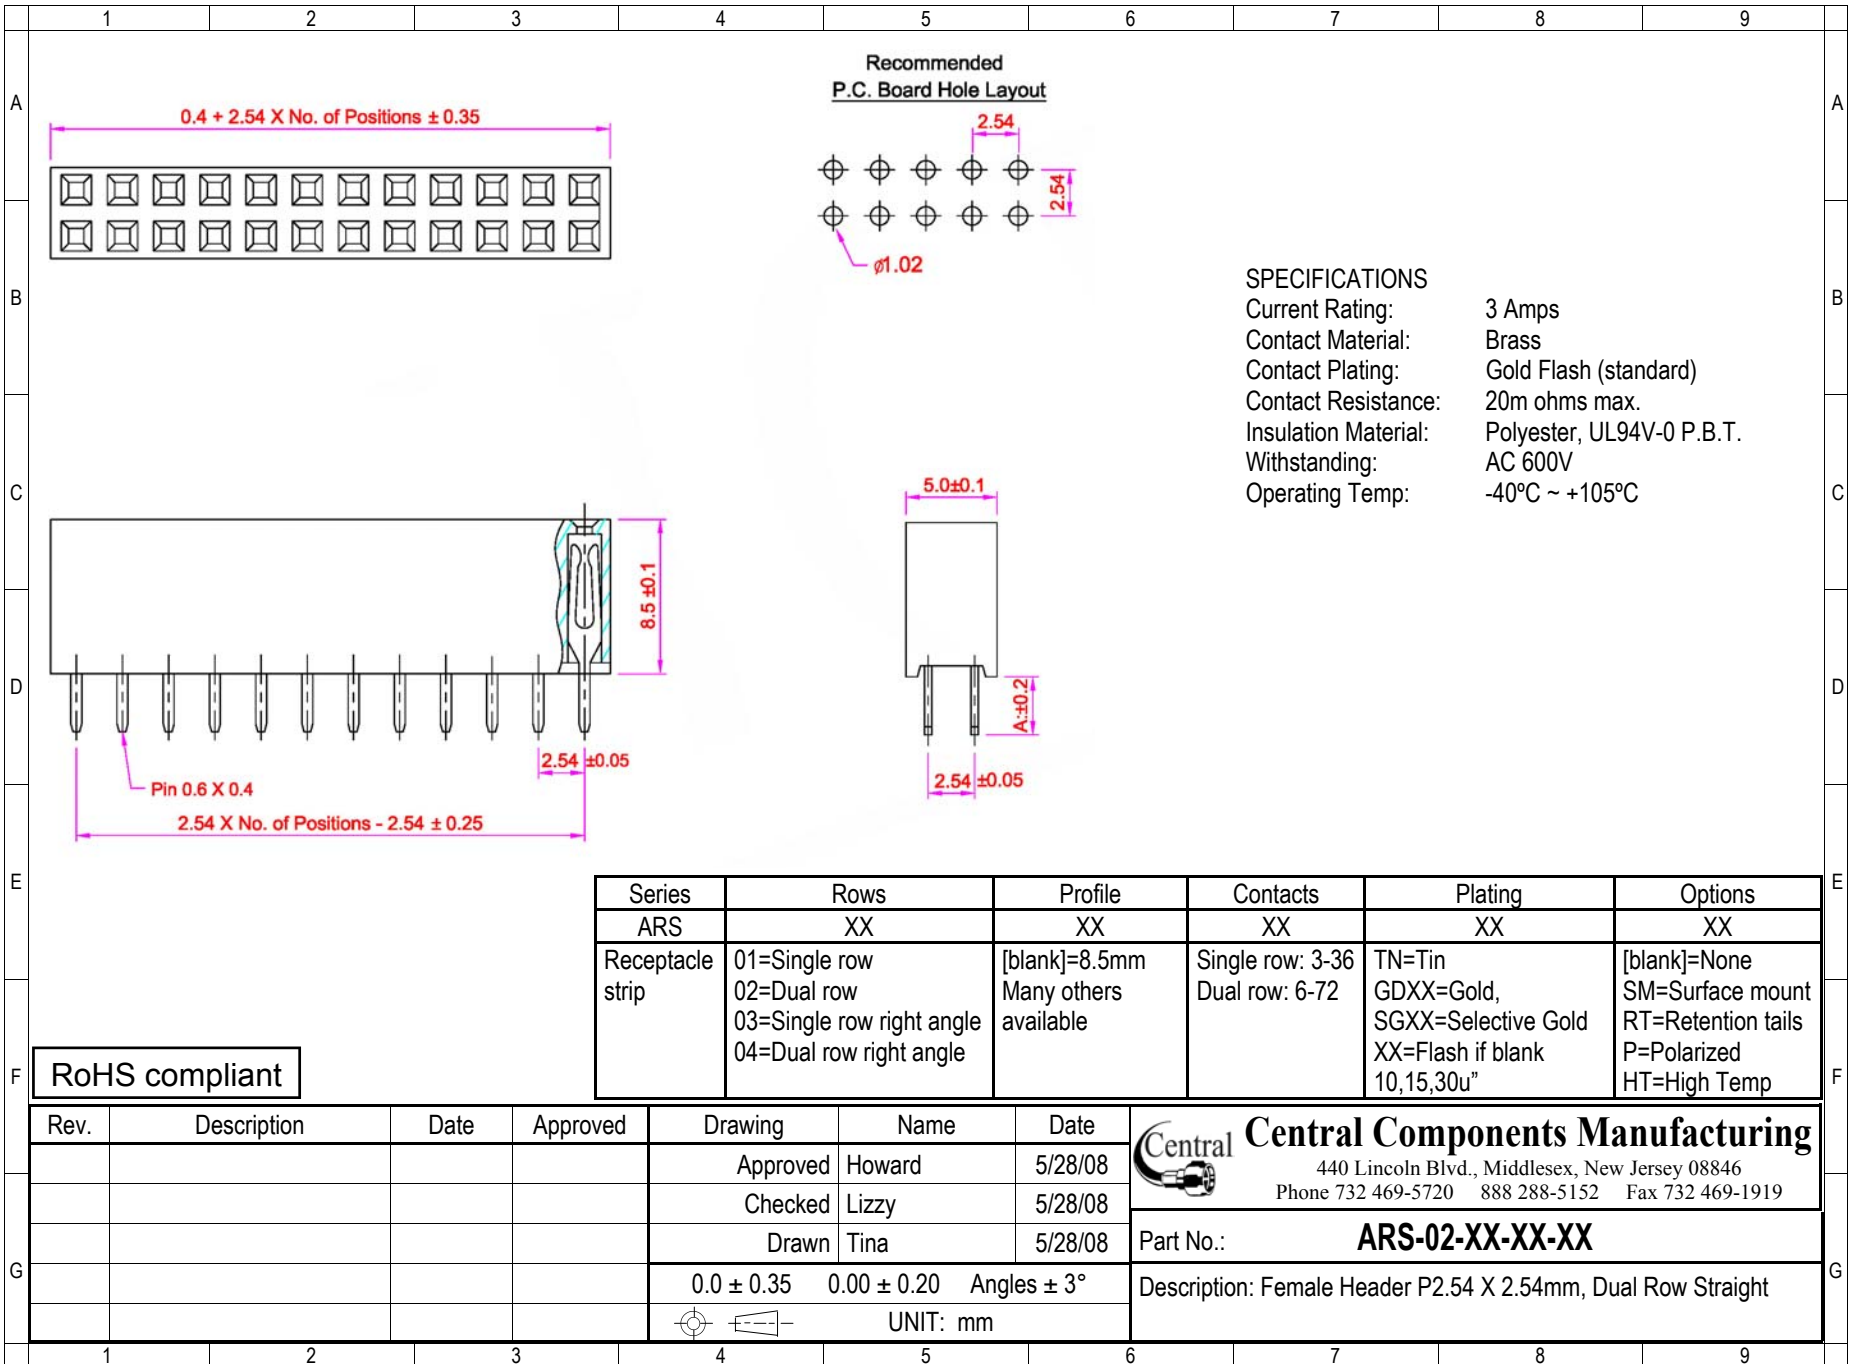 1 2 3 4 5 6 7 8 9
A A
B B
C C
D D
E E
F F
G G
Recommended
P.C. Board Hole Layout
0.4 + 2.54 X No. of Positions ± 0.35
2.54
2.54
ø1.02
SPECIFICATIONS
Current Rating: 3 Amps
Contact Material: Brass
Contact Plating: Gold Flash (standard)
Contact Resistance: 20m ohms max.
Insulation Material: Polyester, UL94V-0 P.B.T.
Withstanding: AC 600V
Operating Temp: -40ºC ~ +105ºC
8.5 ±0.1
5.0±0.1
A:±0.2
2.54 ±0.05
2.54 ±0.05
Pin 0.6 X 0.4
2.54 X No. of Positions - 2.54 ± 0.25
Series Rows Profile Contacts Plating Options
ARS XX XX XX XX XX
Receptacle 01=Single row [blank]=8.5mm Single row: 3-36 TN=Tin [blank]=None
strip 02=Dual row Many others Dual row: 6-72 GDXX=Gold, SM=Surface mount
03=Single row right angle available SGXX=Selective Gold RT=Retention tails
04=Dual row right angle XX=Flash if blank P=Polarized
10,15,30u” HT=High Temp
RoHS compliant
Rev. Description Date Approved Drawing Name Date
Approved Howard 5/28/08
Checked Lizzy 5/28/08
Drawn Tina 5/28/08
0.0 ± 0.35 0.00 ± 0.20 Angles ± 3°
UNIT: mm
Central
Central Components Manufacturing
440 Lincoln Blvd., Middlesex, New Jersey 08846
Phone 732 469-5720 888 288-5152 Fax 732 469-1919
Part No.: ARS-02-XX-XX-XX
Description: Female Header P2.54 X 2.54mm, Dual Row Straight
1 2 3 4 5 6 7 8 9